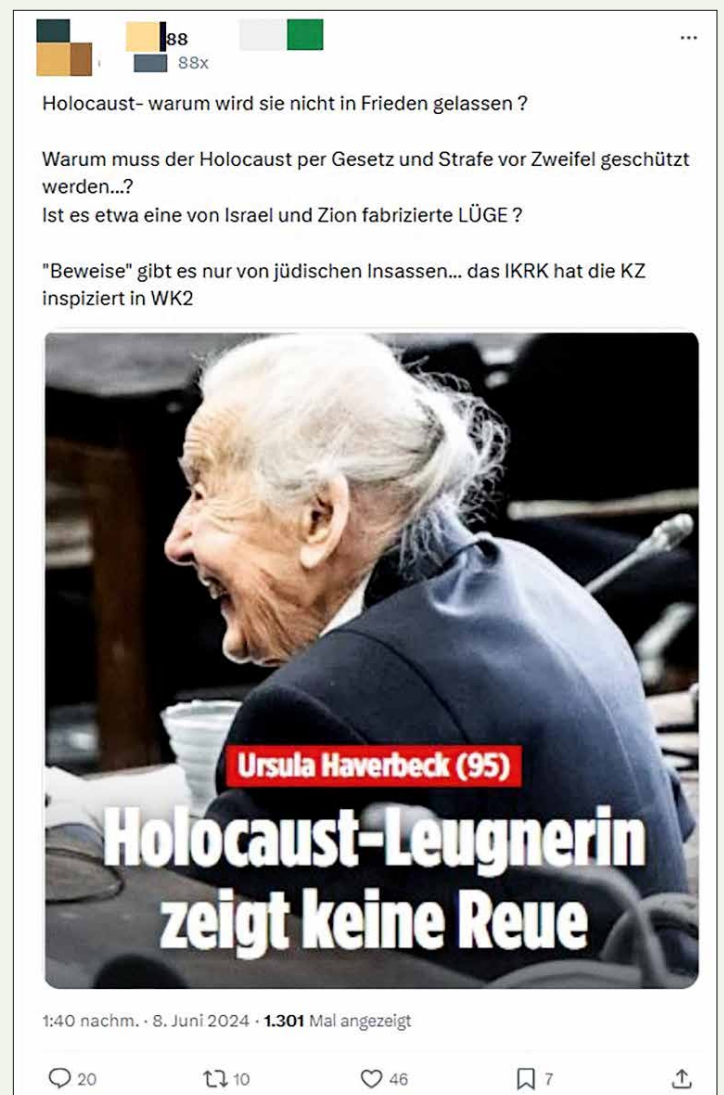 88
88x
Holocaust- warum wird sie nicht in Frieden gelassen ?
Warum muss der Holocaust per Gesetz und Strafe vor Zweifel geschützt
werden...?
Ist es etwa eine von Israel und Zion fabrizierte LÜGE ?
"Beweise" gibt es nur von jüdischen Insassen... das IKRK hat die KZ
inspiziert in WK2
Ursula Haverbeck (95)
Holocaust-Leugnerin
zeigt keine Reue
1:40 nachm. · 8. Juni 2024 · 1.301 Mal angezeigt
20 10 46 7